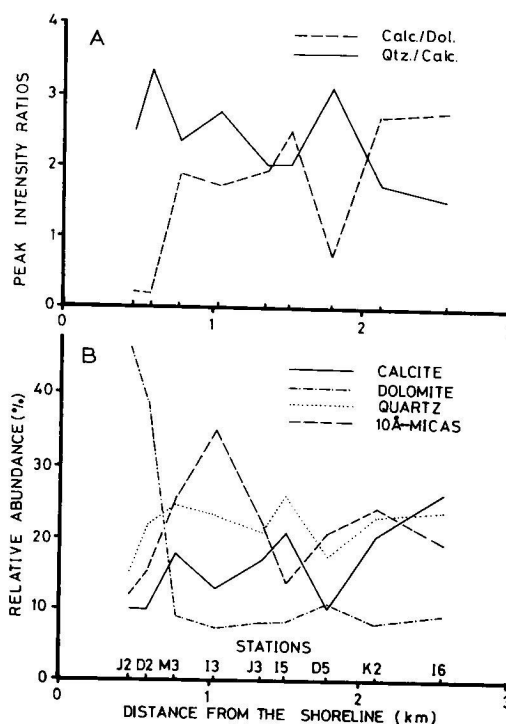 A
Calc./Dol.
Qtz./Calc.
PEAK INTENSITY RATIOS
4
3
2
1
0
0 1 2 3
B
CALCITE
DOLOMITE
QUARTZ
10Å-MICAS
RELATIVE ABUNDANCE (%)
40
30
20
10
0
STATIONS
J2 D2 M3 I3 J3 I5 D5 K2 I6
0 1 2 3
DISTANCE FROM THE SHORELINE (km)